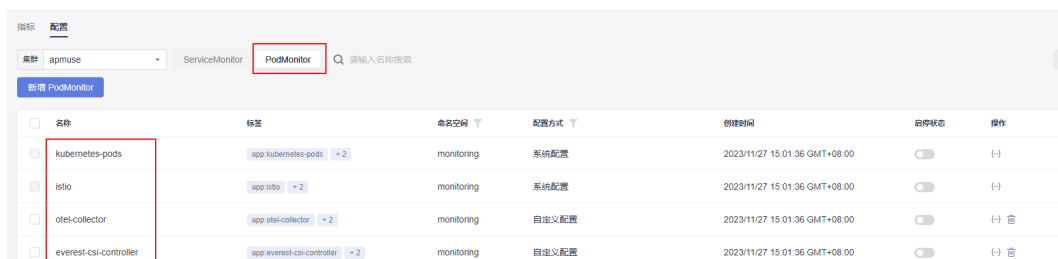 指标 配置
集群 apmuse ServiceMonitor PodMonitor 请输入名称搜索
新增 PodMonitor
名称 标签 命名空间 配置方式 创建时间 启停状态 操作
kubernetes-pods app:kubernetes-pods + 2 monitoring 系统配置 2023/11/27 15:01:36 GMT+08:00
istio app:istio + 2 monitoring 系统配置 2023/11/27 15:01:36 GMT+08:00
otel-collector app:otel-collector + 2 monitoring 自定义配置 2023/11/27 15:01:36 GMT+08:00
everest-csi-controller app:everest-csi-controller + 2 monitoring 自定义配置 2023/11/27 15:01:36 GMT+08:00